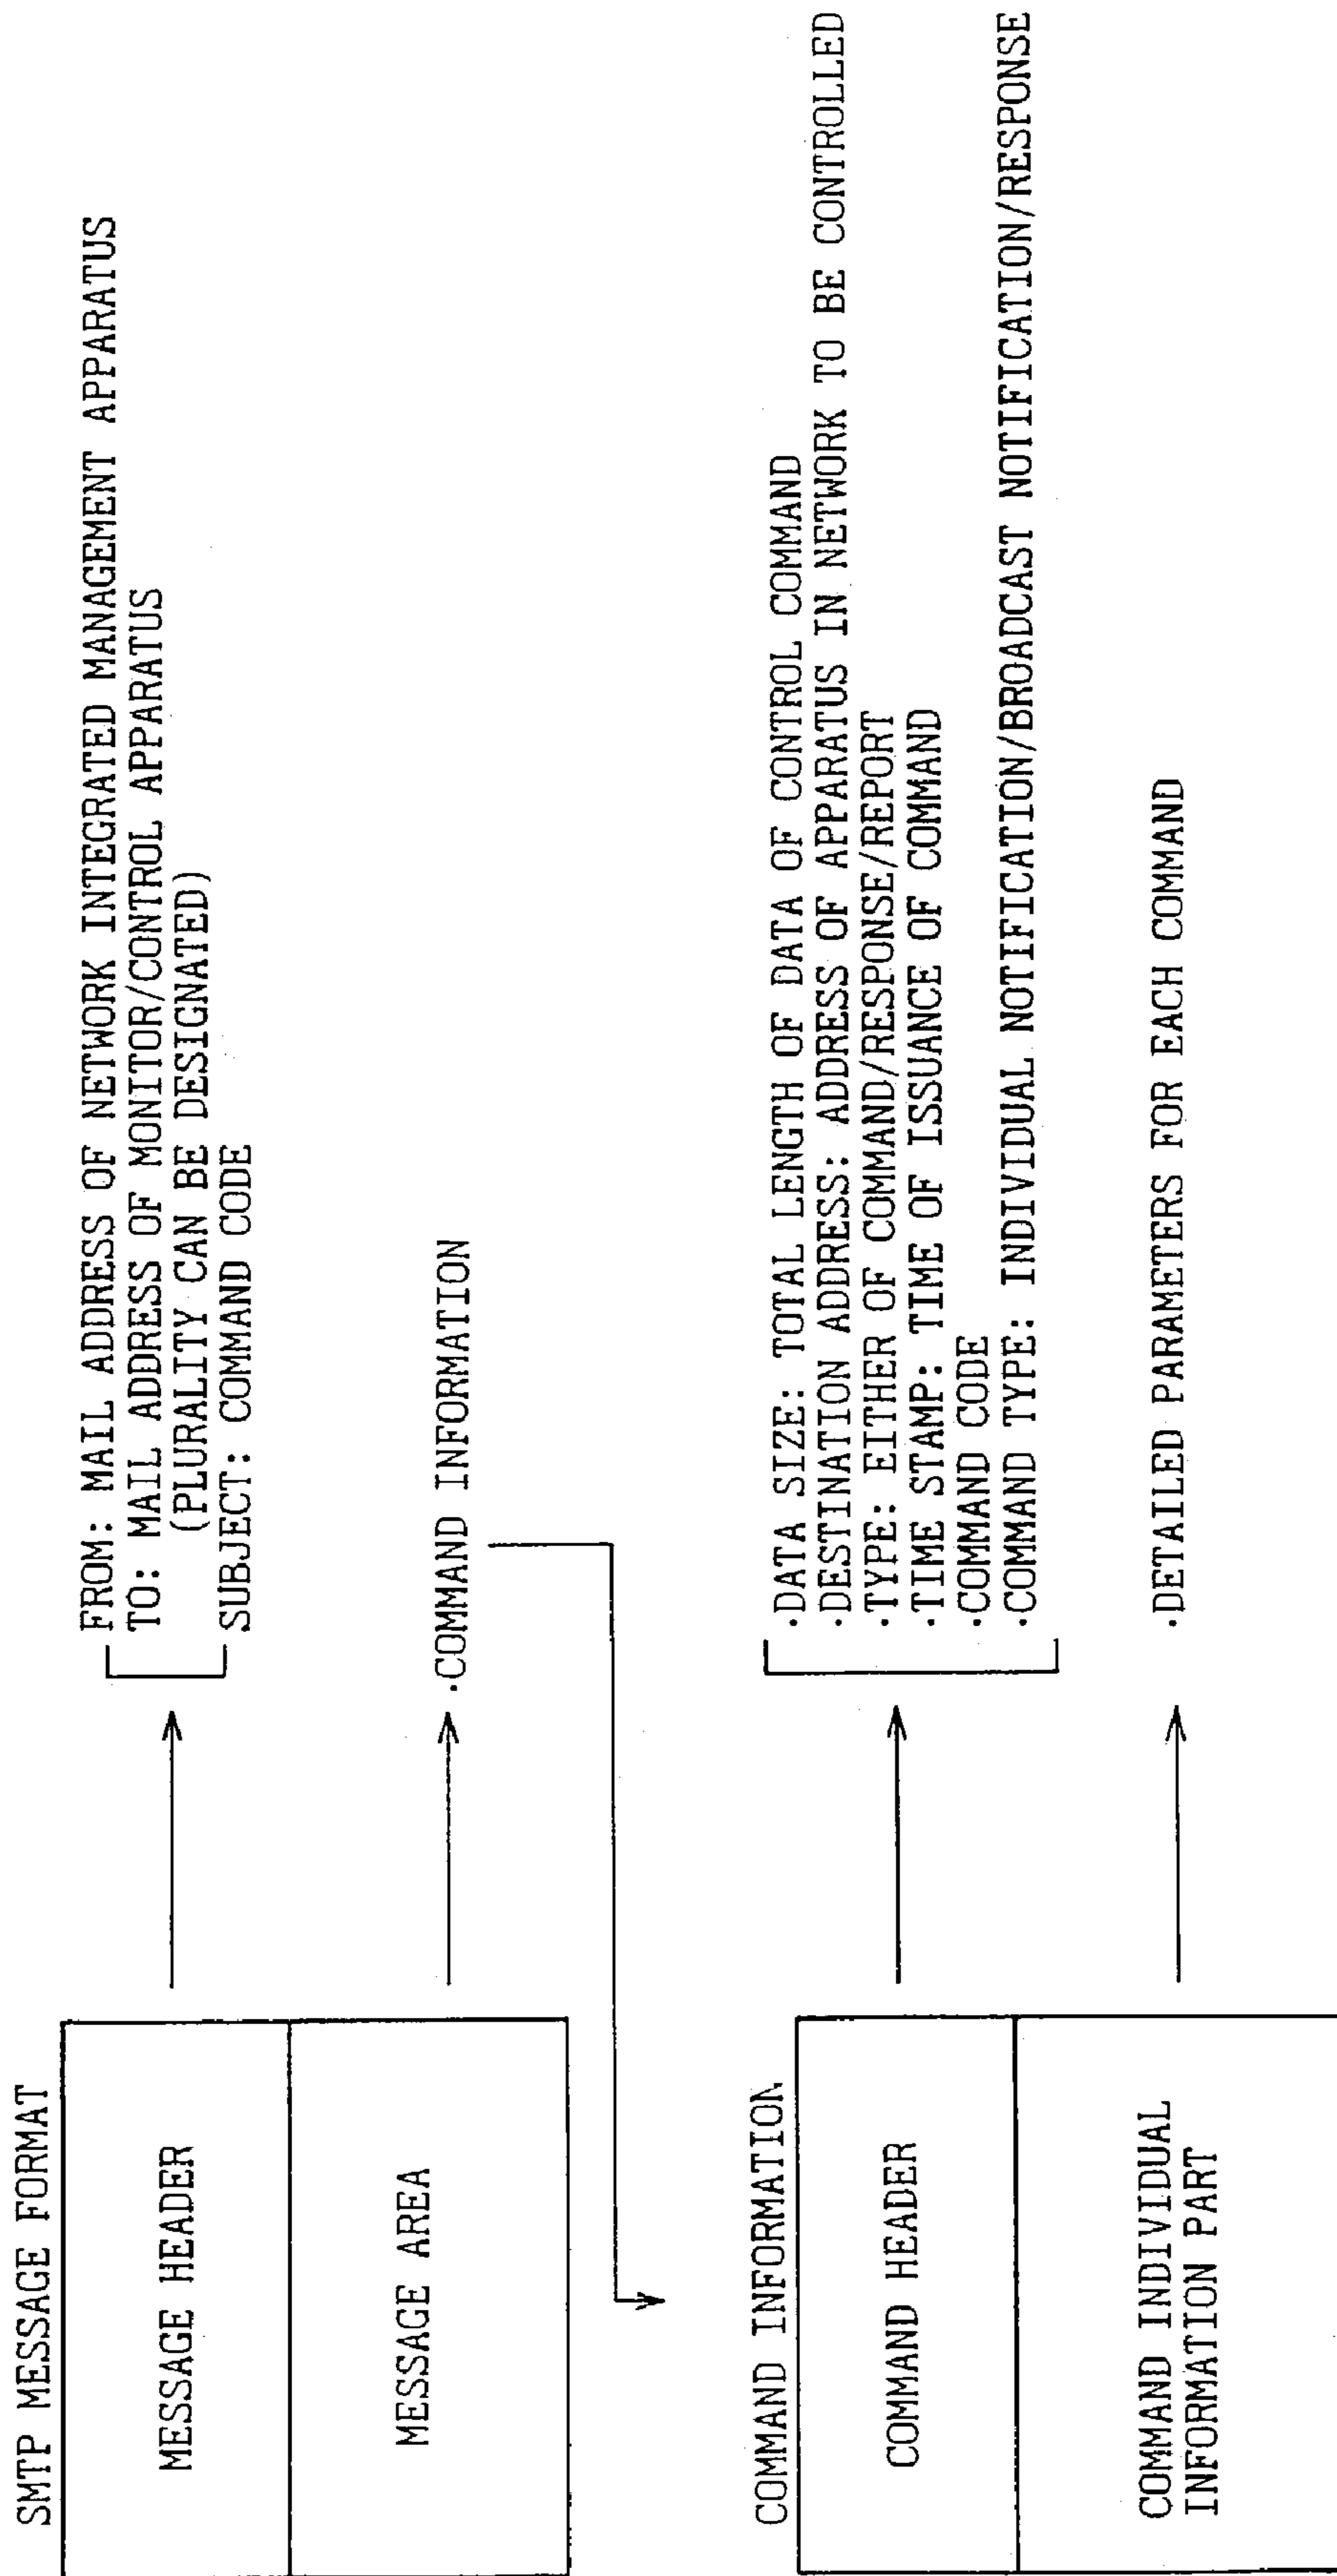 SMTP MESSAGE FORMAT
MESSAGE HEADER
FROM: MAIL ADDRESS OF NETWORK INTEGRATED MANAGEMENT APPARATUS
TO: MAIL ADDRESS OF MONITOR/CONTROL APPARATUS
(PLURALITY CAN BE DESIGNATED)
SUBJECT: COMMAND CODE
MESSAGE AREA
·COMMAND INFORMATION
COMMAND INFORMATION
COMMAND HEADER
·DATA SIZE: TOTAL LENGTH OF DATA OF CONTROL COMMAND
·DESTINATION ADDRESS: ADDRESS OF APPARATUS IN NETWORK TO BE CONTROLLED
·TYPE: EITHER OF COMMAND/RESPONSE/REPORT
·TIME STAMP: TIME OF ISSUANCE OF COMMAND
·COMMAND CODE
·COMMAND TYPE: INDIVIDUAL NOTIFICATION/BROADCAST NOTIFICATION/RESPONSE
COMMAND INDIVIDUAL
INFORMATION PART
·DETAILED PARAMETERS FOR EACH COMMAND